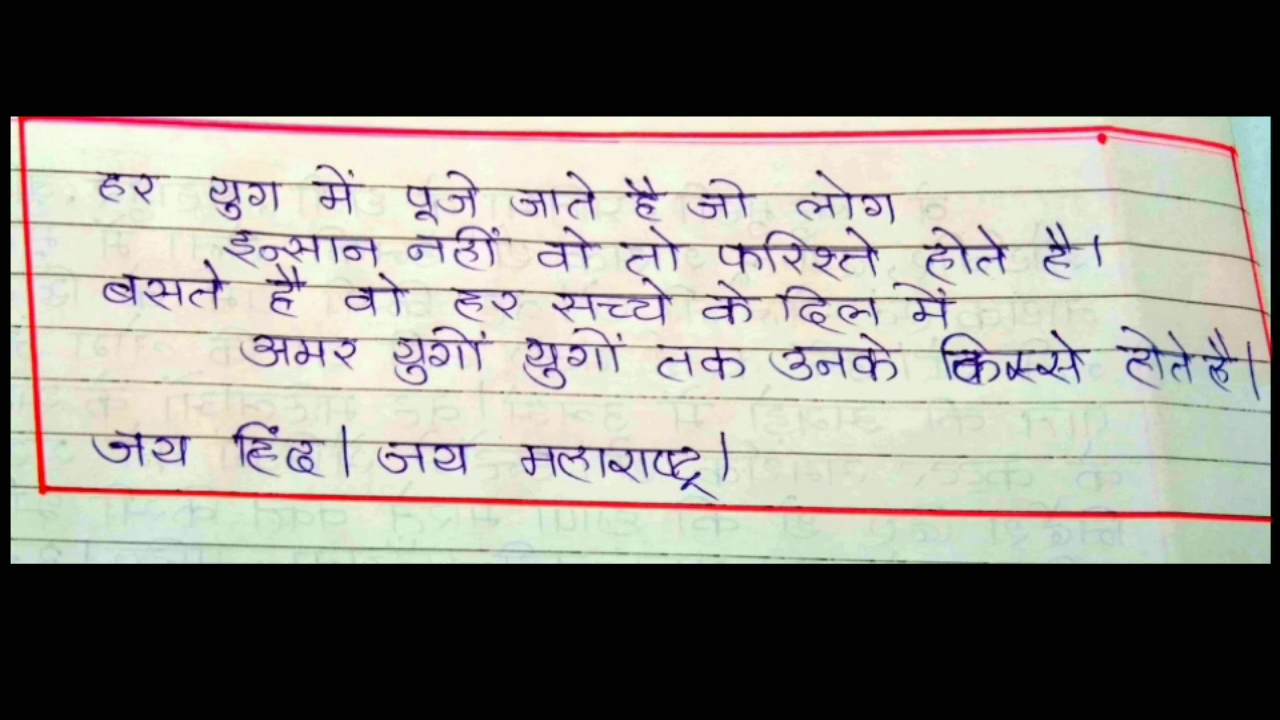 हर युग में पूजे जाते है जो लोग
इन्सान नहीं वो तो फरिश्ते होते है।
बसते है वो हर सच्चे के दिल में
अमर युगों युगों तक उनके किस्से होते है।
जय हिंद। जय महाराष्ट्र।